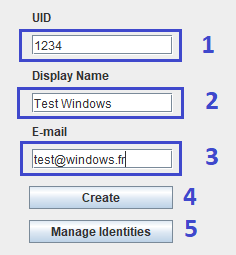 UID
1234 1
Display Name
Test Windows 2
E-mail
test@windows.fr 3
Create 4
Manage Identities 5